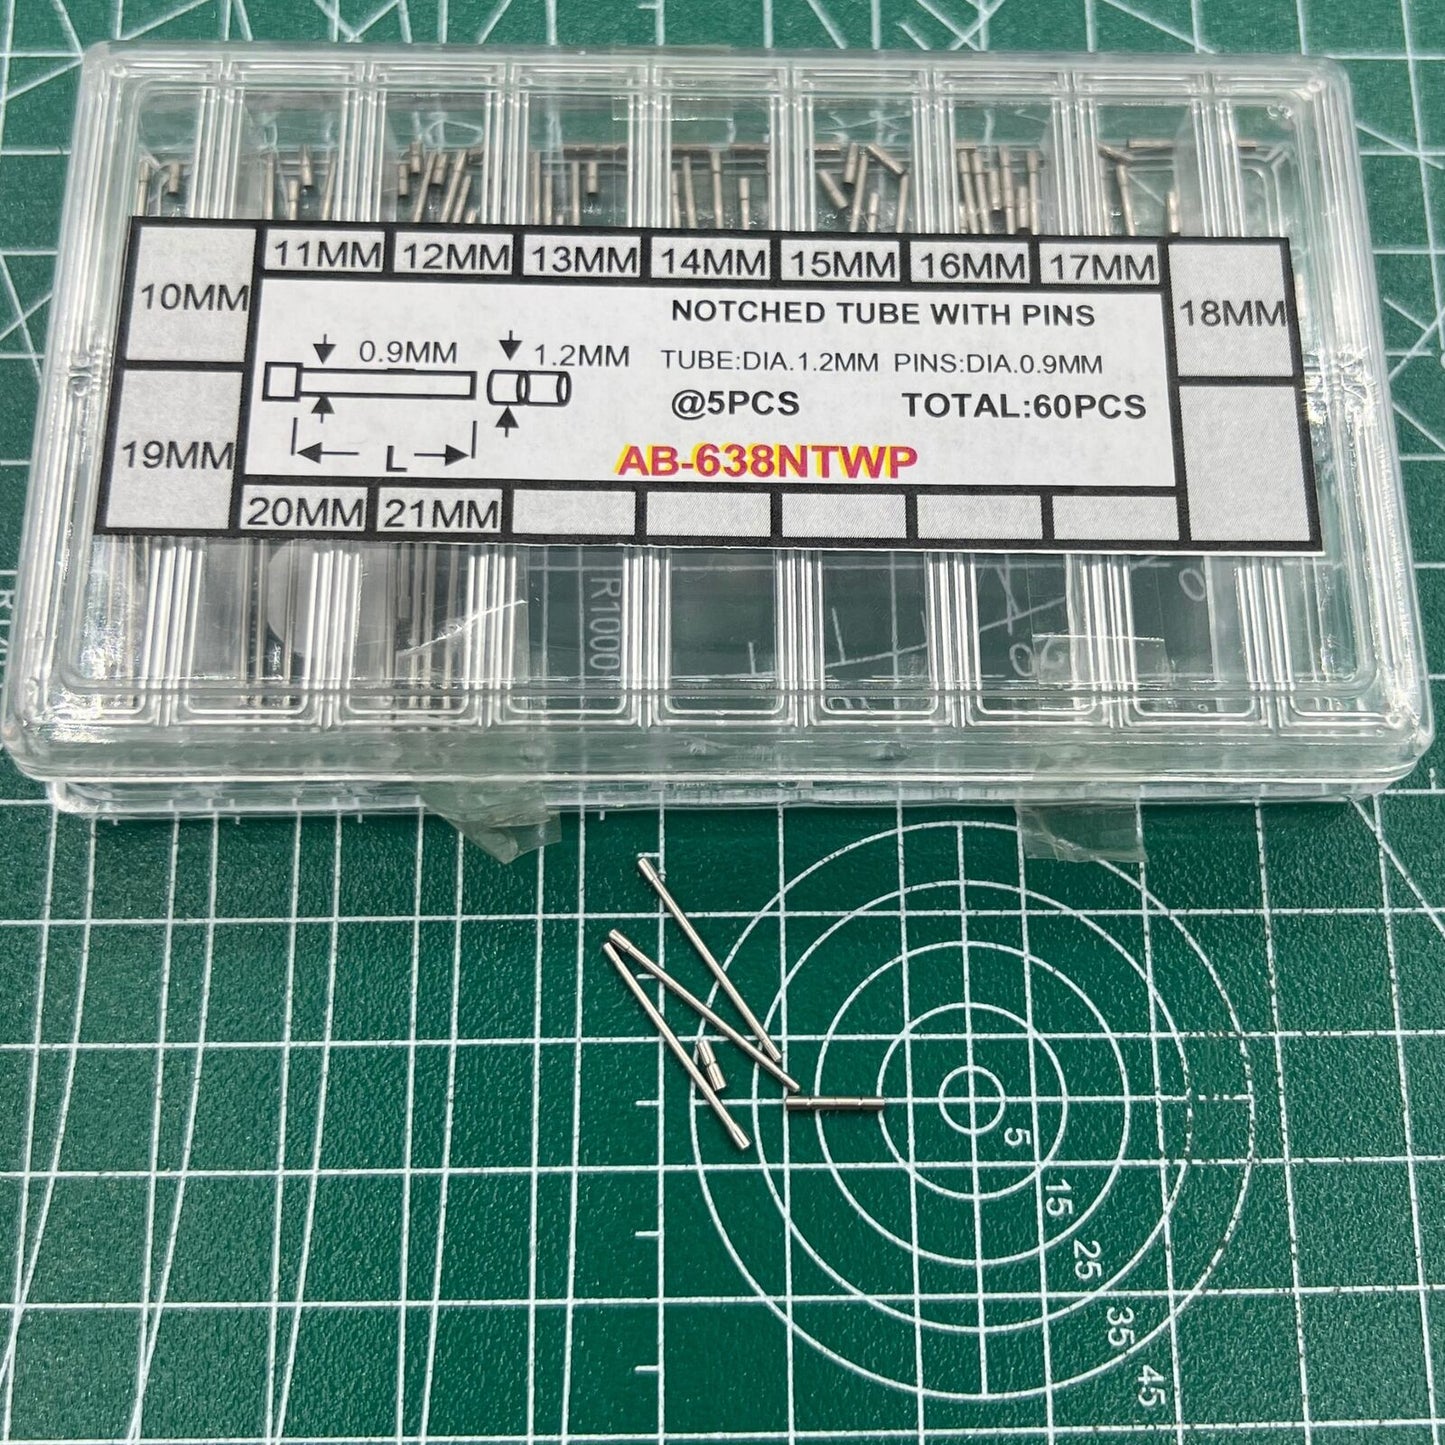 11MM 12MM 13MM 14MM 15MM 16MM 17MM
10MM
18MM
NOTCHED TUBE WITH PINS
0.9MM 1.2MM TUBE:DIA.1.2MM PINS:DIA.0.9MM
@5PCS TOTAL:60PCS
L
AB-638NTWP
19MM
20MM 21MM
R1000
5
15
25
35
45